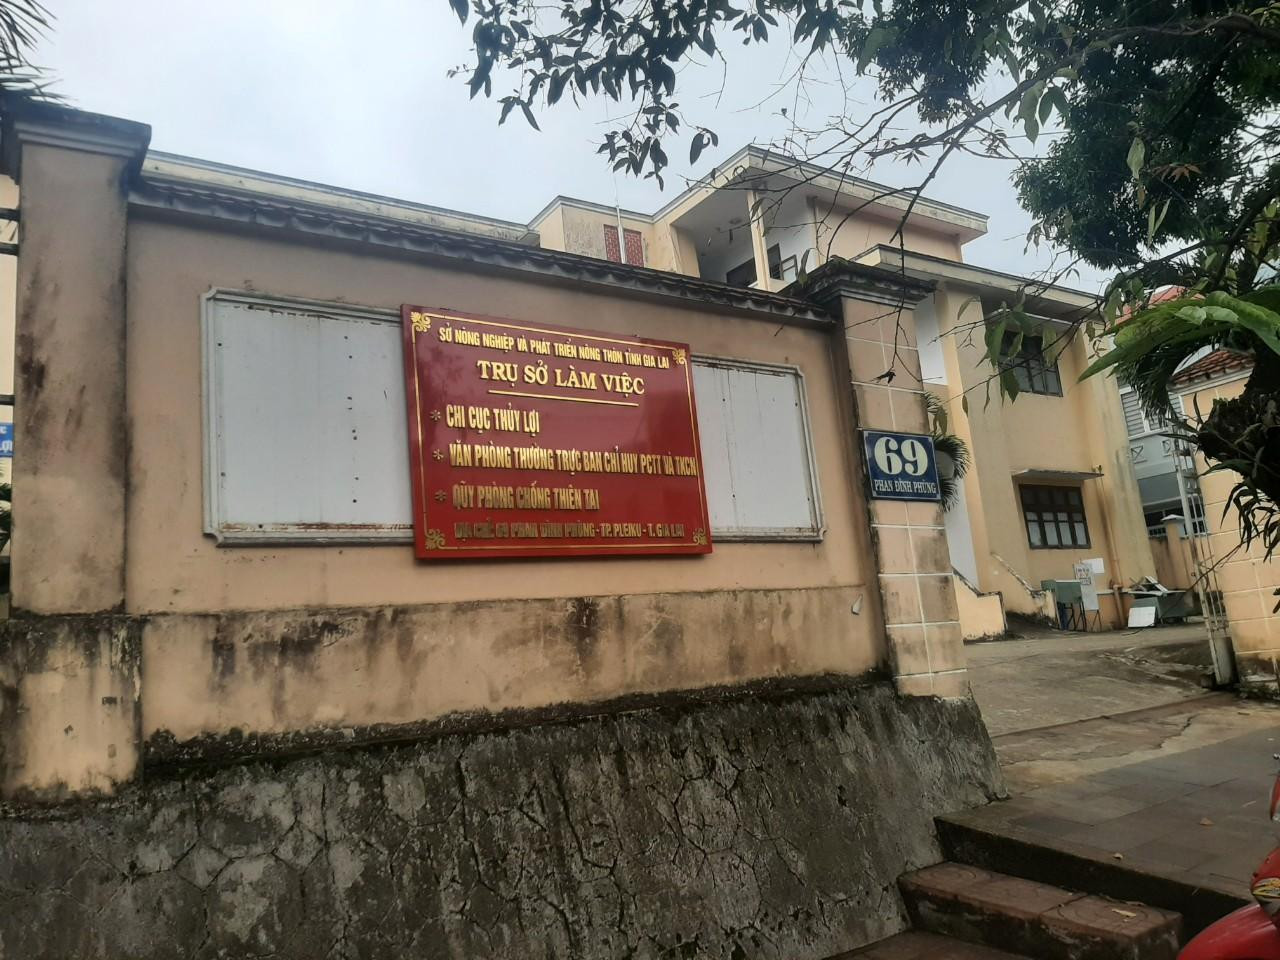 SỞ NÔNG NGHIỆP VÀ PHÁT TRIỂN NÔNG THÔN TỈNH GIA LAI
TRỤ SỞ LÀM VIỆC
* CHI CỤC THỦY LỢI
* VĂN PHÒNG THƯỜNG TRỰC BAN CHỈ HUY PCTT VÀ TKCN
* QUỸ PHÒNG CHỐNG THIÊN TAI
ĐỊA CHỈ: 69 PHAN ĐÌNH PHÙNG - TP. PLEIKU - T. GIA LAI
69
PHAN ĐÌNH PHÙNG